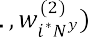 . , w_{i^*N^y}^{(2)})